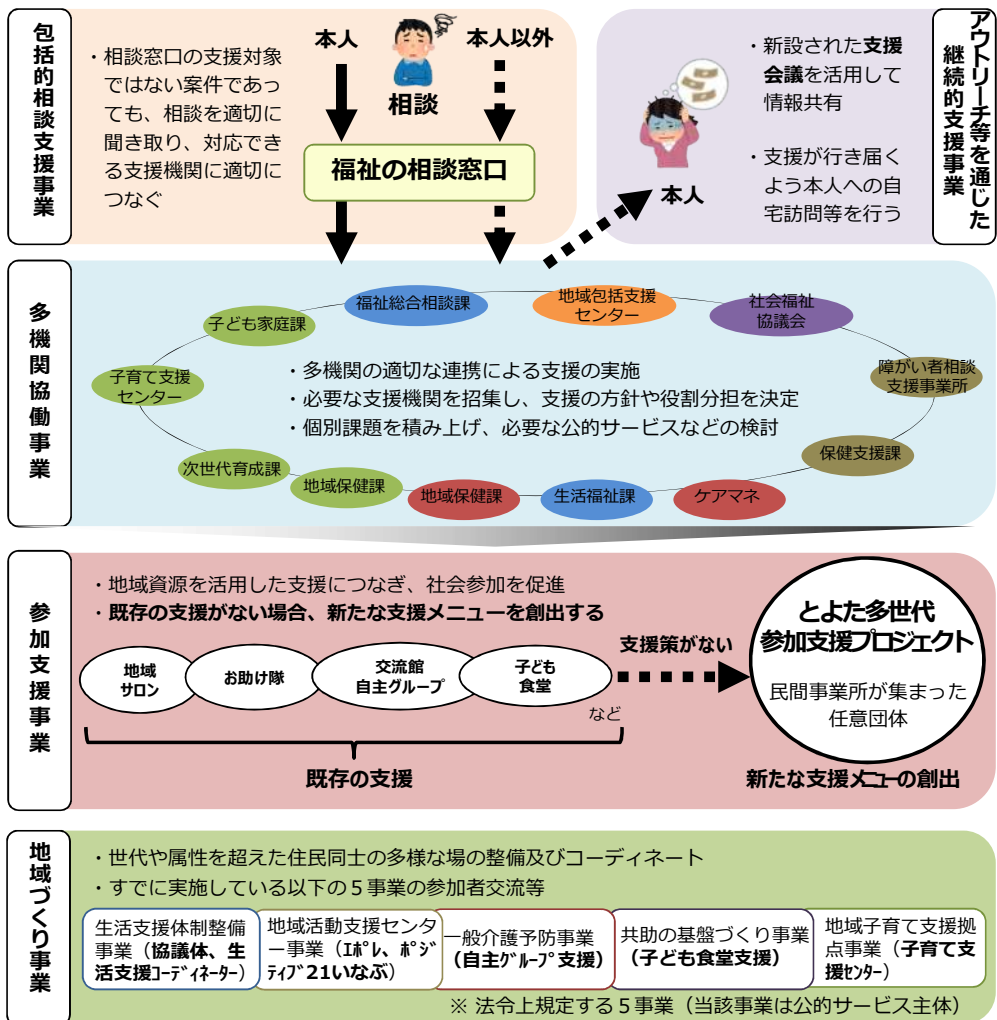 包括的相談支援事業
・相談窓口の支援対象
ではない案件であっ
ても、相談を適切に
聞き取り、対応でき
る支援機関に適切に
つなぐ
本人
本人以外
相談
福祉の相談窓口
本人
・新設された支援
会議を活用して
情報共有
・支援が行き届く
よう本人への自
宅訪問等を行う
アウトリーチ等を通じた
継続的支援事業
多機関協働事業
福祉総合相談課
地域包括支援
センター
社会福祉
協議会
子ども家庭課
障がい者相談
支援事業所
子育て支援
センター
・多機関の適切な連携による支援の実施
・必要な支援機関を招集し、支援の方針や役割分担を決定
・個別課題を積み上げ、必要な公的サービスなどの検討
保健支援課
次世代育成課
地域保健課
地域保健課
生活福祉課
ケアマネ
参加支援事業
・地域資源を活用した支援につなぎ、社会参加を促進
・既存の支援がない場合、新たな支援メニューを創出する
地域
サロン
お助け隊
交流館
自主グループ
子ども
食堂
など
既存の支援
支援策がない
とよた多世代
参加支援プロジェクト
民間事業所が集まった
任意団体
新たな支援メニューの創出
地域づくり事業
・世代や属性を超えた住民同士の多様な場の整備及びコーディネート
・すでに実施している以下の５事業の参加者交流等
生活支援体制整備
事業（協議体、生
活支援ｺｰﾃﾞｨﾈｰﾀｰ）
地域活動支援センタ
ー事業（ｴﾎﾟﾚ、ﾎﾟｼﾞ
ﾃｨﾌﾞ21いなぶ）
一般介護予防事業
（自主ｸﾞﾙｰﾌﾟ支援）
共助の基盤づくり事業
（子ども食堂支援）
地域子育て支援拠
点事業（子育て支
援ｾﾝﾀｰ）
※ 法令上規定する５事業（当該事業は公的サービス主体）